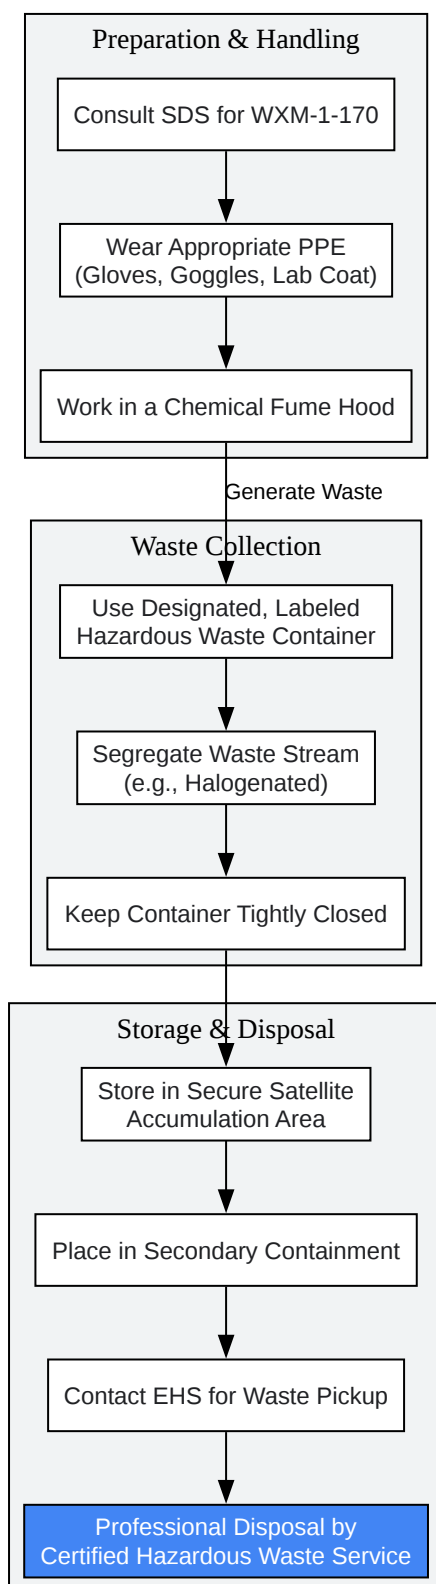 Preparation & Handling
Consult SDS for WXM-1-170
Wear Appropriate PPE
(Gloves, Goggles, Lab Coat)
Work in a Chemical Fume Hood
Generate Waste
Waste Collection
Use Designated, Labeled
Hazardous Waste Container
Segregate Waste Stream
(e.g., Halogenated)
Keep Container Tightly Closed
Storage & Disposal
Store in Secure Satellite
Accumulation Area
Place in Secondary Containment
Contact EHS for Waste Pickup
Professional Disposal by
Certified Hazardous Waste Service